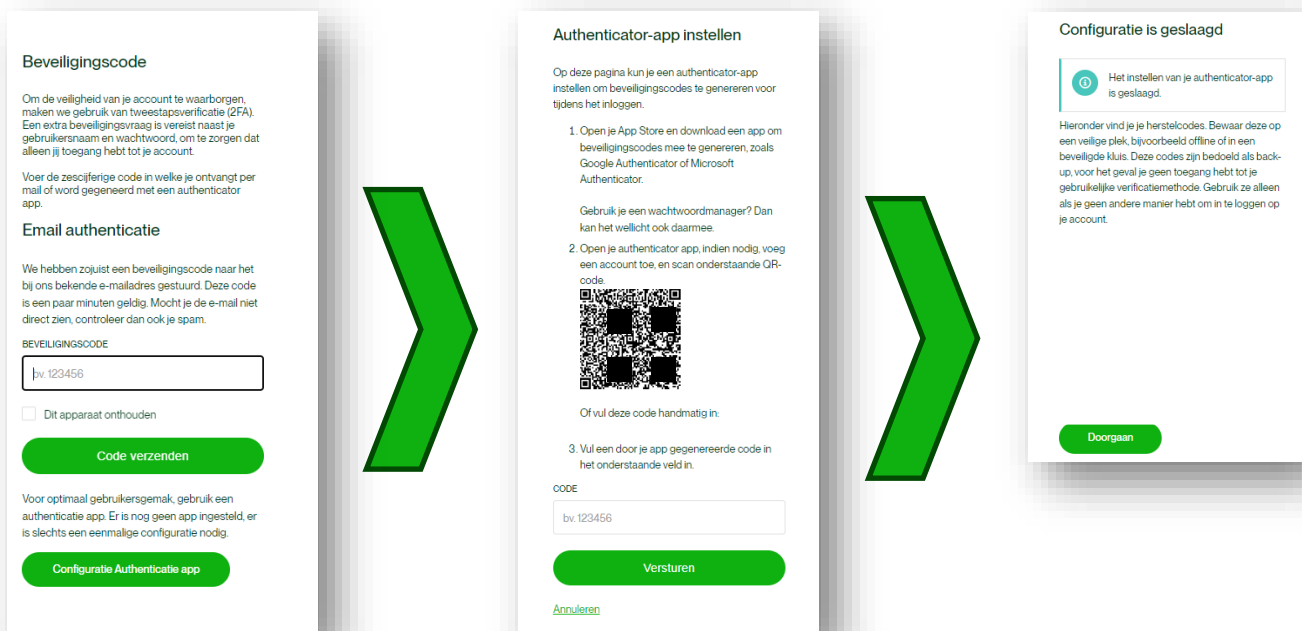 Beveiligingscode
Om de veiligheid van je account te waarborgen,
maken we gebruik van tweestapsverificatie (2FA).
Een extra beveiligingsvraag is vereist naast je
gebruikersnaam en wachtwoord, om te zorgen dat
alleen jij toegang hebt tot je account.
Voer de zescijferige code in welke je ontvangt per
mail of word gegeneerd met een authenticator
app.
Email authenticatie
We hebben zojuist een beveiligingscode naar het
bij ons bekende e-mailadres gestuurd. Deze code
is een paar minuten geldig. Mocht je de e-mail niet
direct zien, controleer dan ook je spam.
BEVEILIGINGSCODE
bv. 123456
Dit apparaat onthouden
Code verzenden
Voor optimaal gebruikersgemak, gebruik een
authenticatie app. Er is nog geen app ingesteld, er
is slechts een eenmalige configuratie nodig.
Configuratie Authenticatie app
Authenticator-app instellen
Op deze pagina kun je een authenticator-app
instellen om beveiligingscodes te genereren voor
tijdens het inloggen.
1. Open je App Store en download een app om
beveiligingscodes mee te genereren, zoals
Google Authenticator of Microsoft
Authenticator.
Gebruik je een wachtwoordmanager? Dan
kan het wellicht ook daarmee.
2. Open je authenticator app, indien nodig, voeg
een account toe, en scan onderstaande QR-
code.
Of vul deze code handmatig in:
3. Vul een door je app gegenereerde code in
het onderstaande veld in.
CODE
bv. 123456
Versturen
Annuleren
Configuratie is geslaagd
Het instellen van je authenticator-app
is geslaagd.
Hieronder vind je je herstelcodes. Bewaar deze op
een veilige plek, bijvoorbeeld offline of in een
beveiligde kluis. Deze codes zijn bedoeld als back-
up, voor het geval je geen toegang hebt tot je
gebruikelijke verificatiemethode. Gebruik ze alleen
als je geen andere manier hebt om in te loggen op
je account.
Doorgaan